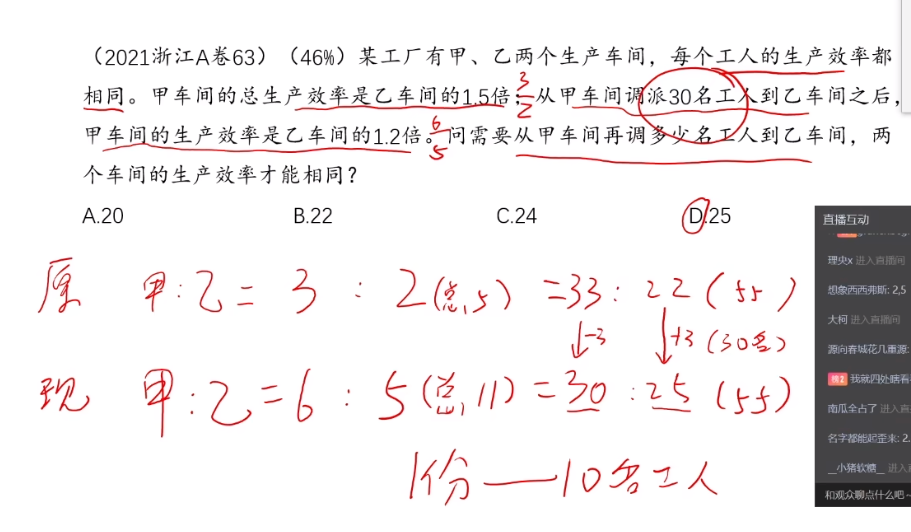 （2021浙江A卷63）（46%）某工厂有甲、乙两个生产车间，每个工人的生产效率都
相同。甲车间的总生产效率是乙车间的1.5倍；从甲车间调派30名工人到乙车间之后，
3/2
甲车间的生产效率是乙车间的1.2倍。问需要从甲车间再调多少名工人到乙车间，两
6/5
个车间的生产效率才能相同？
A.20 B.22 C.24 D.25
原 甲:乙=3:2(总,5)=33:22(55)
-3 +3(30名)
现 甲:乙=6:5(总,11)=30:25(55)
1份——10名工人
直播互动
理央x 进入直播间
想象西西弗斯: 2,5
大柯 进入直播间
源向春城花几重源:
我就四处瞎看
南瓜全占了 进入直
名字都能起歪来: 2.
__小猪软糖__ 进入
和观众聊点什么吧~